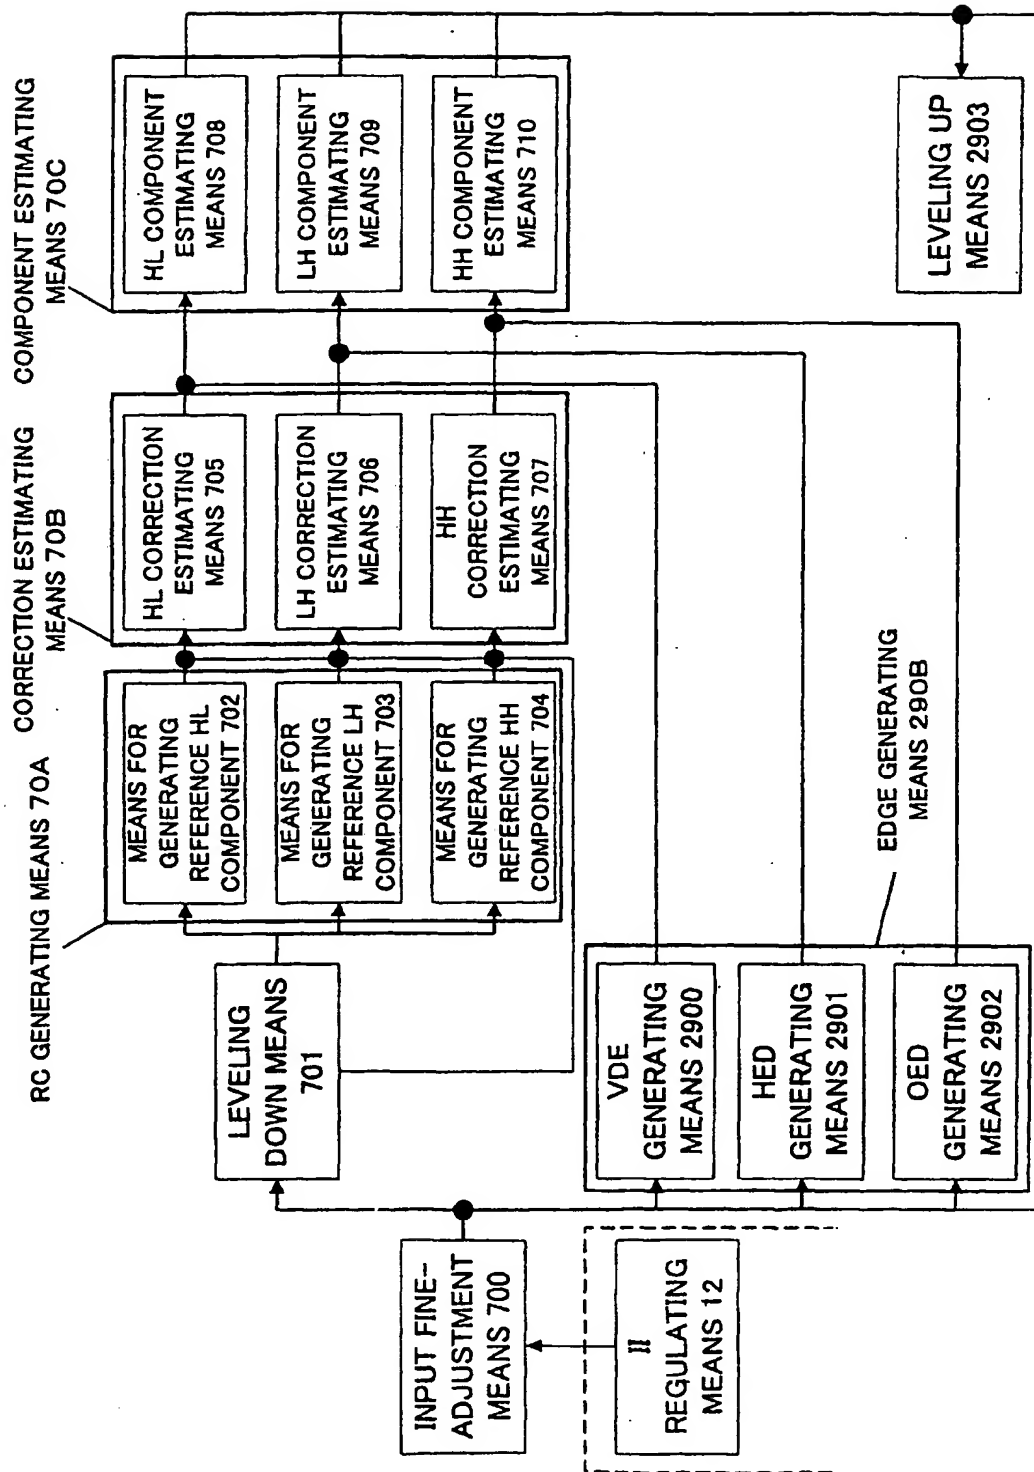 RC GENERATING MEANS 70A
CORRECTION ESTIMATING
MEANS 70B
COMPONENT ESTIMATING
MEANS 70C
INPUT FINE-
ADJUSTMENT
MEANS 700
II
REGULATING
MEANS 12
LEVELING
DOWN MEANS
701
MEANS FOR
GENERATING
REFERENCE HL
COMPONENT 702
MEANS FOR
GENERATING
REFERENCE LH
COMPONENT 703
MEANS FOR
GENERATING
REFERENCE HH
COMPONENT 704
HL CORRECTION
ESTIMATING
MEANS 705
LH CORRECTION
ESTIMATING
MEANS 706
HH
CORRECTION
ESTIMATING
MEANS 707
HL COMPONENT
ESTIMATING
MEANS 708
LH COMPONENT
ESTIMATING
MEANS 709
HH COMPONENT
ESTIMATING
MEANS 710
VDE
GENERATING
MEANS 2900
HED
GENERATING
MEANS 2901
OED
GENERATING
MEANS 2902
EDGE GENERATING
MEANS 290B
LEVELING UP
MEANS 2903